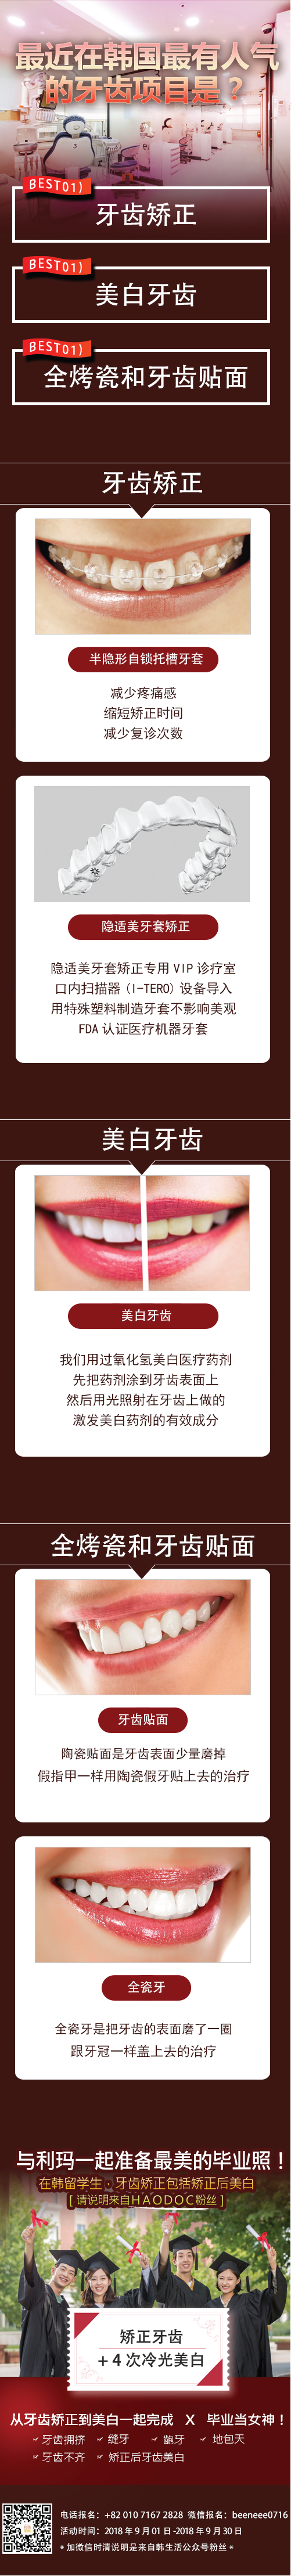 最近在韩国最有人气
的牙齿项目是？
BEST01)
牙齿矫正
BEST01)
美白牙齿
BEST01)
全烤瓷和牙齿贴面
牙齿矫正
半隐形自锁托槽牙套
减少疼痛感
缩短矫正时间
减少复诊次数
隐适美牙套矫正
隐适美牙套矫正专用 VIP 诊疗室
口内扫描器（I-TERO）设备导入
用特殊塑料制造牙套不影响美观
FDA 认证医疗机器牙套
美白牙齿
美白牙齿
我们用过氧化氢美白医疗药剂
先把药剂涂到牙齿表面上
然后用光照射在牙齿上做的
激发美白药剂的有效成分
全烤瓷和牙齿贴面
牙齿贴面
陶瓷贴面是牙齿表面少量磨掉
假指甲一样用陶瓷假牙贴上去的治疗
全瓷牙
全瓷牙是把牙齿的表面磨了一圈
跟牙冠一样盖上去的治疗
与利玛一起准备最美的毕业照！
在韩留学生，牙齿矫正包括矫正后美白
[ 请说明来自HAODOC粉丝 ]
矫正牙齿
+ 4 次冷光美白
从牙齿矫正到美白一起完成 X 毕业当女神！
牙齿拥挤 缝牙 龅牙 地包天
牙齿不齐 矫正后牙齿美白
电话报名：+82 010 7167 2828 微信报名：beeneee0716
活动时间：2018 年 9 月 01 日 -2018 年 9 月 30 日
* 加微信时清说明是来自韩生活公众号粉丝 *